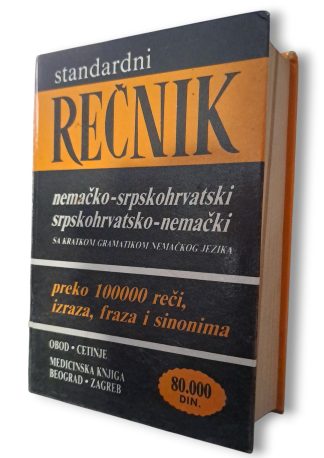 standardni
REČNIK
nemačko-srpskohrvatski
srpskohrvatsko-nemački
SA KRATKOM GRAMATIKOM NEMAČKOG JEZIKA
preko 100000 reči,
izraza, fraza i sinonima
OBOD • CETINJE
MEDICINSKA KNJIGA
BEOGRAD • ZAGREB
80.000
DIN.